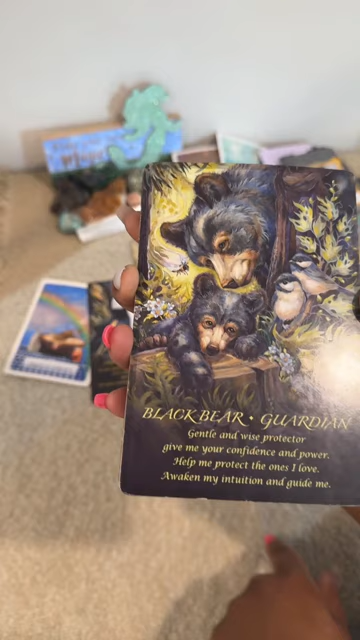 BLACK BEAR • GUARDIAN
Gentle and wise protector
give me your confidence and power.
Help me protect the ones I love.
Awaken my intuition and guide me.